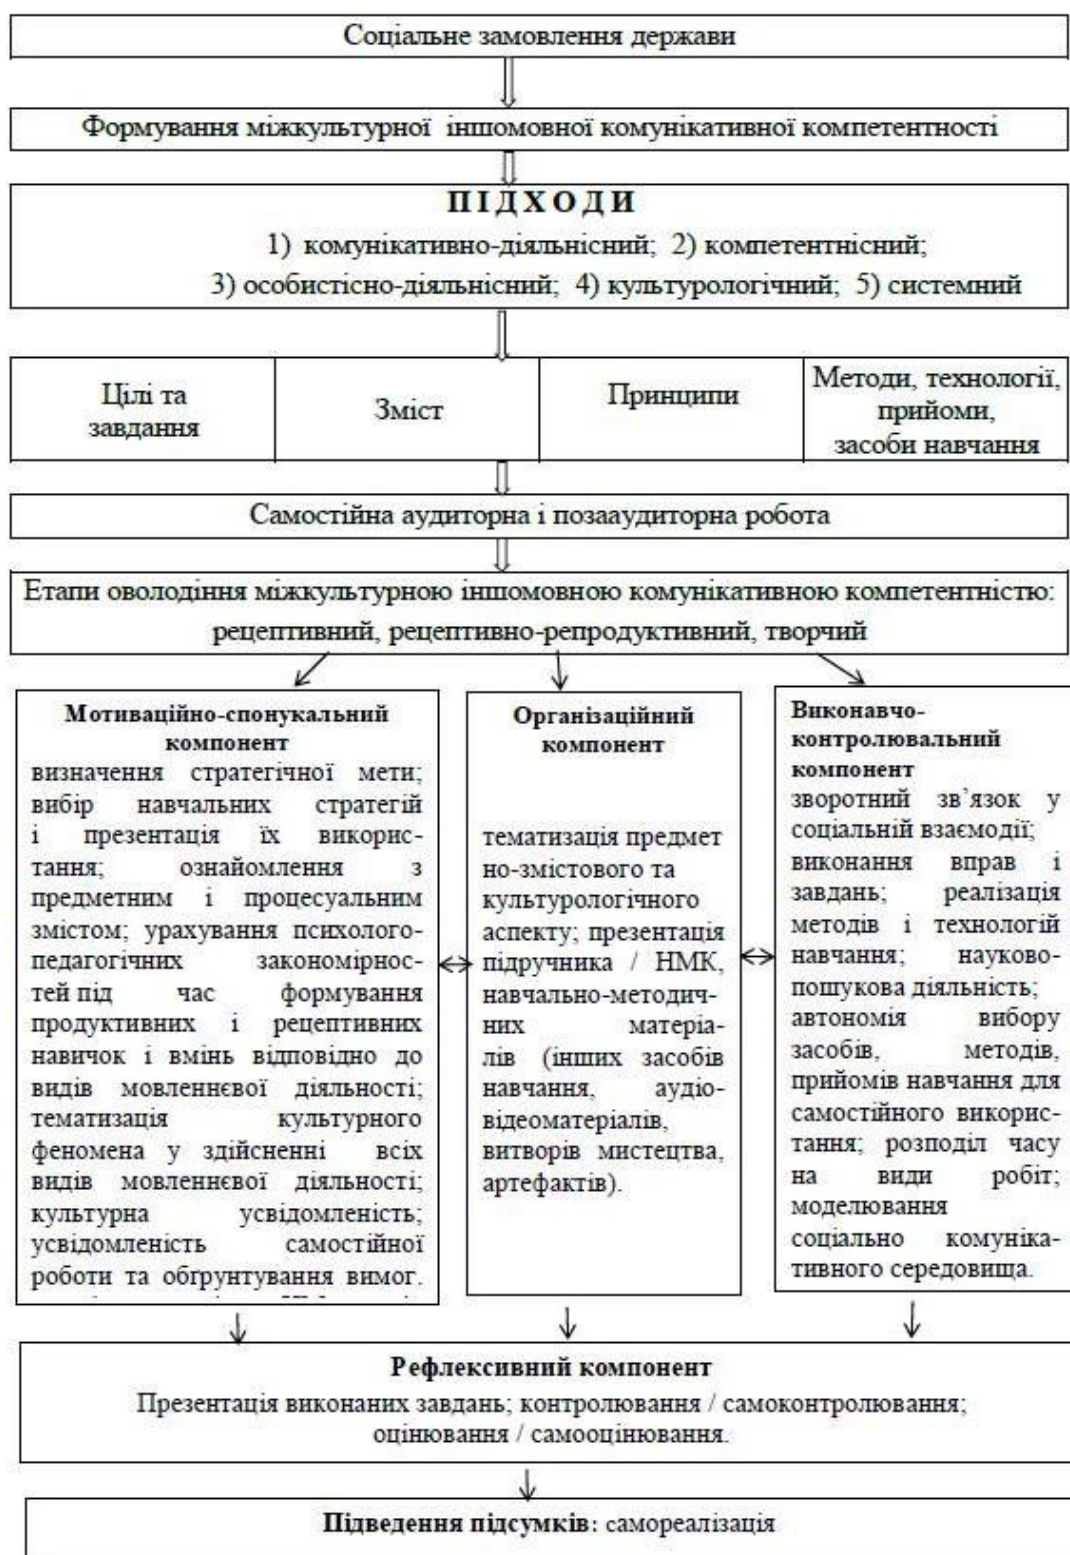 Соціальне замовлення держави
Формування міжкультурної іншомовної комунікативної компетентності
ПІДХОДИ
1) комунікативно-діяльнісний; 2) компетентнісний;
3) особистісно-діяльнісний; 4) культурологічний; 5) системний
Цілі та
завдання
Зміст
Принципи
Методи, технології,
прийоми,
засоби навчання
Самостійна аудиторна і позааудиторна робота
Етапи оволодіння міжкультурною іншомовною комунікативною компетентністю:
рецептивний, рецептивно-репродуктивний, творчий
Мотиваційно-спонукальний
компонент
визначення стратегічної мети;
вибір навчальних стратегій
і презентація їх викорис-
тання; ознайомлення з
предметним і процесуальним
змістом; урахування психолого-
педагогічних закономірнос-
тей під час формування
продуктивних і рецептивних
навичок і вмінь відповідно до
видів мовленнєвої діяльності;
тематизація культурного
феномена у здійсненні всіх
видів мовленнєвої діяльності;
культурна усвідомленість;
усвідомленість самостійної
роботи та обґрунтування вимог.
Організаційний
компонент
тематизація предмет
но-змістового та
культурологічного
аспекту; презентація
підручника / НМК,
навчально-методич-
них матеріа-
лів (інших засобів
навчання, аудіо-
відеоматеріалів,
витворів мистецтва,
артефактів).
Виконавчо-
контролювальний
компонент
зворотний зв’язок у
соціальній взаємодії;
виконання вправ і
завдань; реалізація
методів і технологій
навчання; науково-
пошукова діяльність;
автономія вибору
засобів, методів,
прийомів навчання для
самостійного викорис-
тання; розподіл часу
на види робіт;
моделювання
соціально комуніка-
тивного середовища.
Рефлексивний компонент
Презентація виконаних завдань; контролювання / самоконтролювання;
оцінювання / самооцінювання.
Підведення підсумків: самореалізація